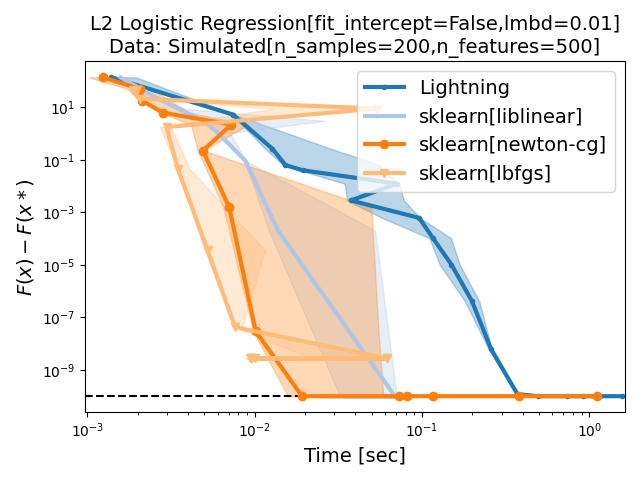 L2 Logistic Regression[fit_intercept=False,lmbd=0.01]
Data: Simulated[n_samples=200,n_features=500]
Lightning
sklearn[liblinear]
sklearn[newton-cg]
sklearn[lbfgs]
F(x) − F(x*)
10¹
10⁻¹
10⁻³
10⁻⁵
10⁻⁷
10⁻⁹
10⁻³
10⁻²
10⁻¹
10⁰
Time [sec]